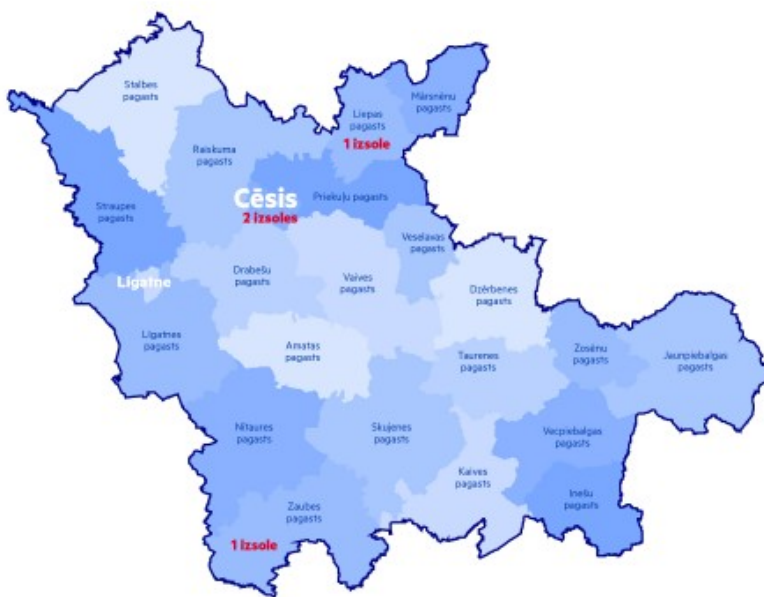 Stalbes
pagasts
Mārsnēnu
pagasts
Liepas
pagasts
1 izsole
Raiskuma
pagasts
Cēsis
2 izsoles
Priekuļu pagasts
Straupes
pagasts
Veselavas
pagasts
Līgatne
Drabešu
pagasts
Vaives
pagasts
Dzērbenes
pagasts
Līgatnes
pagasts
Amatas
pagasts
Taurenes
pagasts
Zosēnu
pagasts
Jaunpiebalgas
pagasts
Nītaures
pagasts
Skujenes
pagasts
Vecpiebalgas
pagasts
Kaives
pagasts
Inešu
pagasts
Zaubes
pagasts
1 izsole